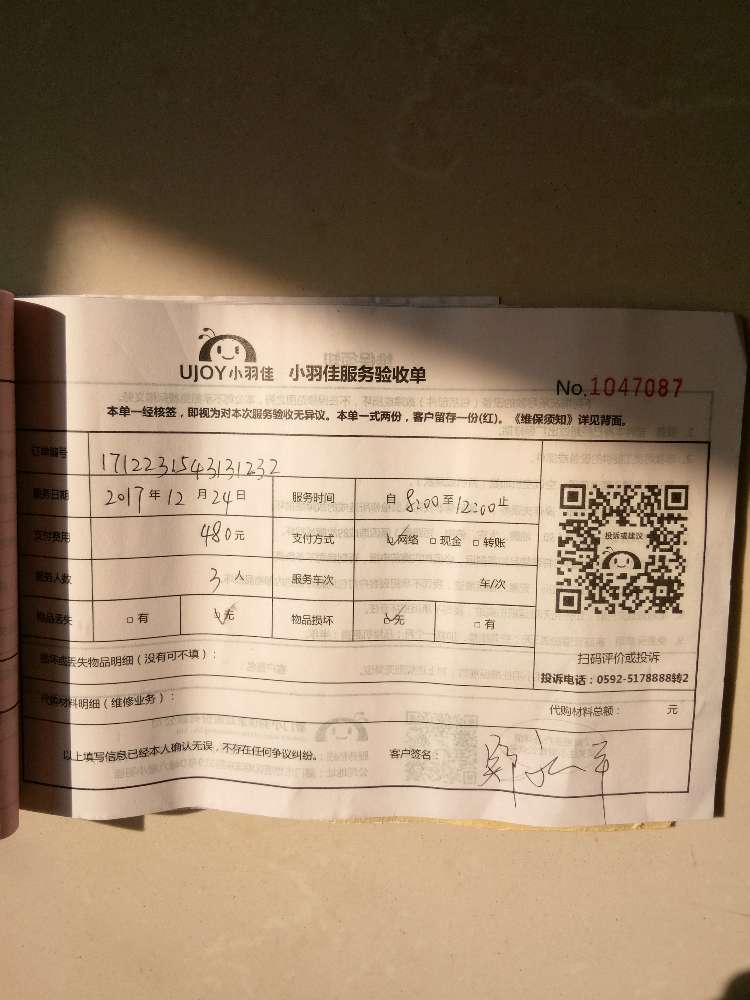 UJOY小羽佳 小羽佳服务验收单
No.1047087
本单一经核签，即视为对本次服务验收无异议。本单一式两份，客户留存一份(红)。《维保须知》详见背面。
订单编号 1712231543131232
服务日期 2017年12月24日 服务时间 自8:00至12:00止
支付费用 480元 支付方式 ☑网络 □现金 □转账
服务人数 3人 服务车次 车/次
物品丢失 □有 ☑无 物品损坏 ☑无 □有
投诉或建议
扫码评价或投诉
投诉电话：0592-5178888转2
损坏或丢失物品明细（没有可不填）：
代购材料明细（维修业务）： 代购材料总额： 元
以上填写信息已经本人确认无误，不存在任何争议纠纷。 客户签名：